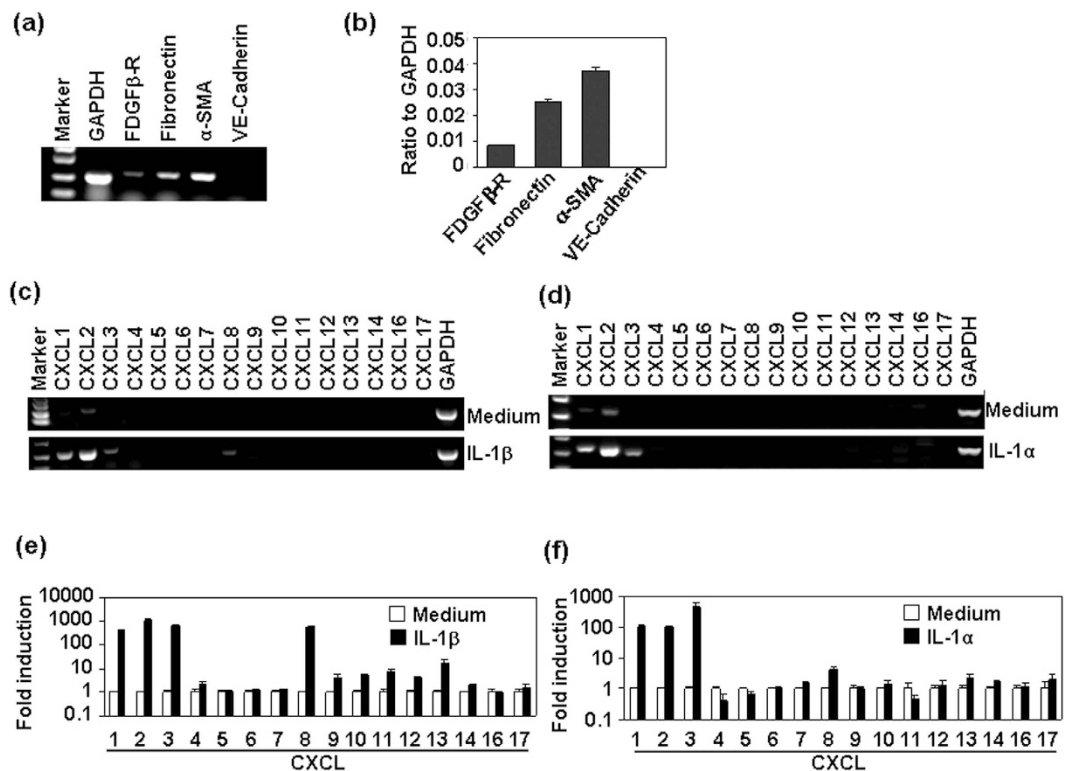 (a)
Marker
GAPDH
FDGFβ-R
Fibronectin
α-SMA
VE-Cadherin
(b)
Ratio to GAPDH
0.05
0.04
0.03
0.02
0.01
0
FDGFβ-R
Fibronectin
α-SMA
VE-Cadherin
(c)
Marker
CXCL1
CXCL2
CXCL3
CXCL4
CXCL5
CXCL6
CXCL7
CXCL8
CXCL9
CXCL10
CXCL11
CXCL12
CXCL13
CXCL14
CXCL16
CXCL17
GAPDH
Medium
IL-1β
(d)
Marker
CXCL1
CXCL2
CXCL3
CXCL4
CXCL5
CXCL6
CXCL7
CXCL8
CXCL9
CXCL10
CXCL11
CXCL12
CXCL13
CXCL14
CXCL16
CXCL17
GAPDH
Medium
IL-1α
(e)
Fold induction
10000
1000
100
10
1
0.1
Medium
IL-1β
1 2 3 4 5 6 7 8 9 10 11 12 13 14 16 17
CXCL
(f)
Fold induction
1000
100
10
1
0.1
Medium
IL-1α
1 2 3 4 5 6 7 8 9 10 11 12 13 14 16 17
CXCL